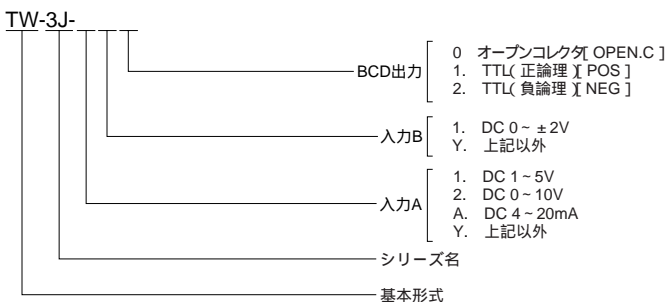 TW-3J-
BCD出力
0 オープンコレクタ[ OPEN.C ]
1. TTL( 正論理 )[ POS ]
2. TTL( 負論理 )[ NEG ]
入力B
1. DC 0~ ±2V
Y. 上記以外
入力A
1. DC 1~5V
2. DC 0~10V
A. DC 4~20mA
Y. 上記以外
シリーズ名
基本形式